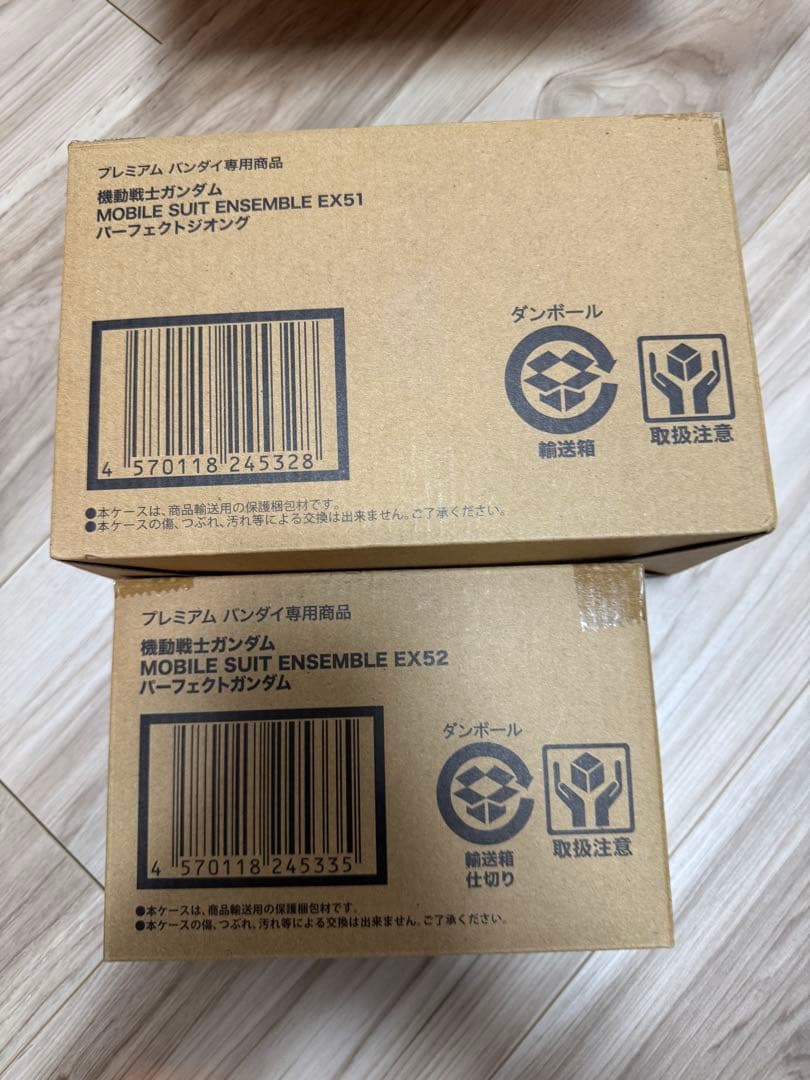 プレミアム バンダイ専用商品
機動戦士ガンダム
MOBILE SUIT ENSEMBLE EX51
パーフェクトジオング
ダンボール
輸送箱
取扱注意
4 570118 245328
●本ケースは、商品輸送用の保護梱包材です。
●本ケースの傷、つぶれ、汚れ等による交換は出来ません。ご了承ください。
プレミアム バンダイ専用商品
機動戦士ガンダム
MOBILE SUIT ENSEMBLE EX52
パーフェクトガンダム
ダンボール
輸送箱
仕切り
取扱注意
4 570118 245335
●本ケースは、商品輸送用の保護梱包材です。
●本ケースの傷、つぶれ、汚れ等による交換は出来ません。ご了承ください。